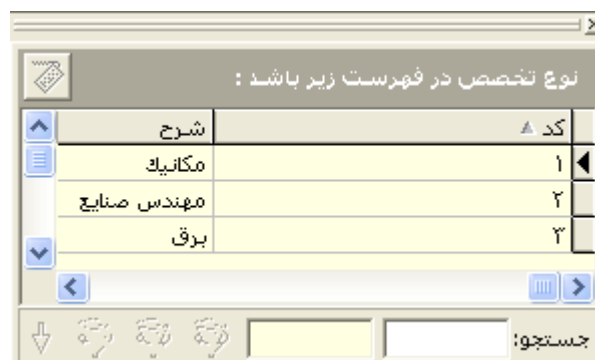 نوع تخصص در فهرست زیر باشد :
کد شرح
۱ مکانیك
۲ مهندس صنایع
۳ برق
جستجو: